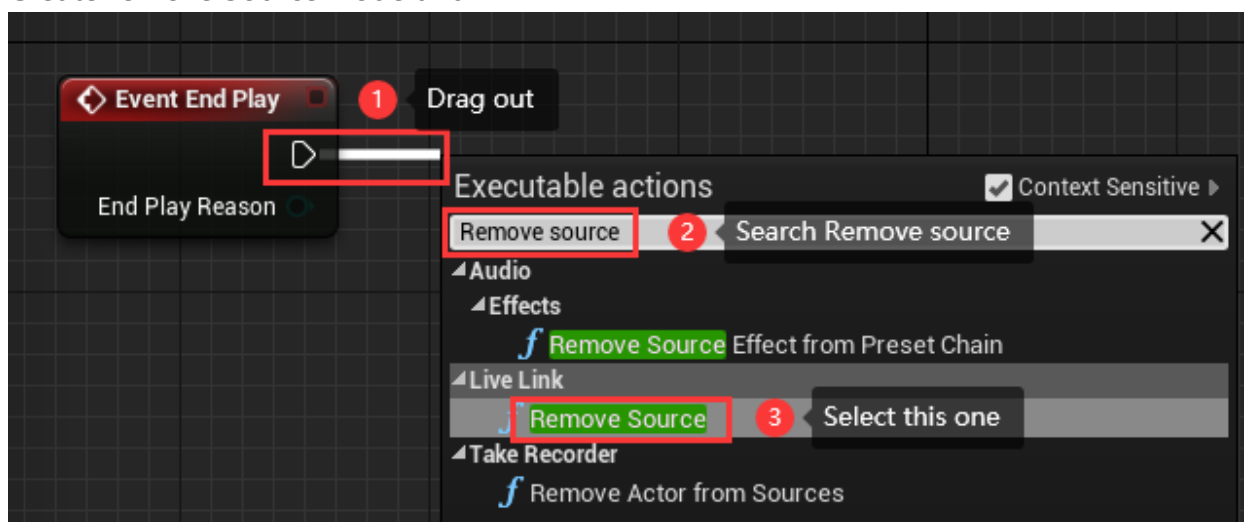 Event End Play
1 Drag out
End Play Reason
Executable actions
Context Sensitive
Remove source
2 Search Remove source
Audio
Effects
Remove Source Effect from Preset Chain
Live Link
Remove Source
3 Select this one
Take Recorder
Remove Actor from Sources